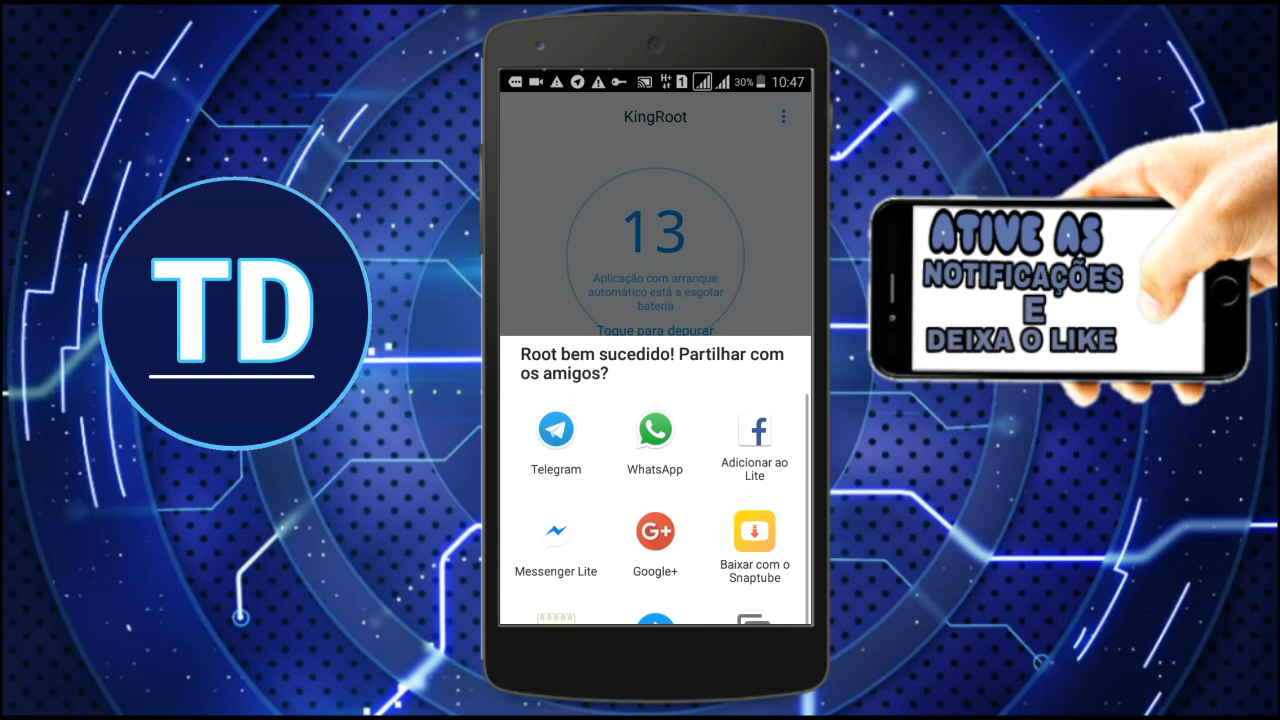 TD
30% 10:47
KingRoot
13
Aplicação com arranque
automático está a esgotar
bateria
Toque para depurar
Root bem sucedido! Partilhar com
os amigos?
Telegram
WhatsApp
Adicionar ao
Lite
Messenger Lite
Google+
Baixar com o
Snaptube
ATIVE AS
NOTIFICAÇÕES
E
DEIXA O LIKE